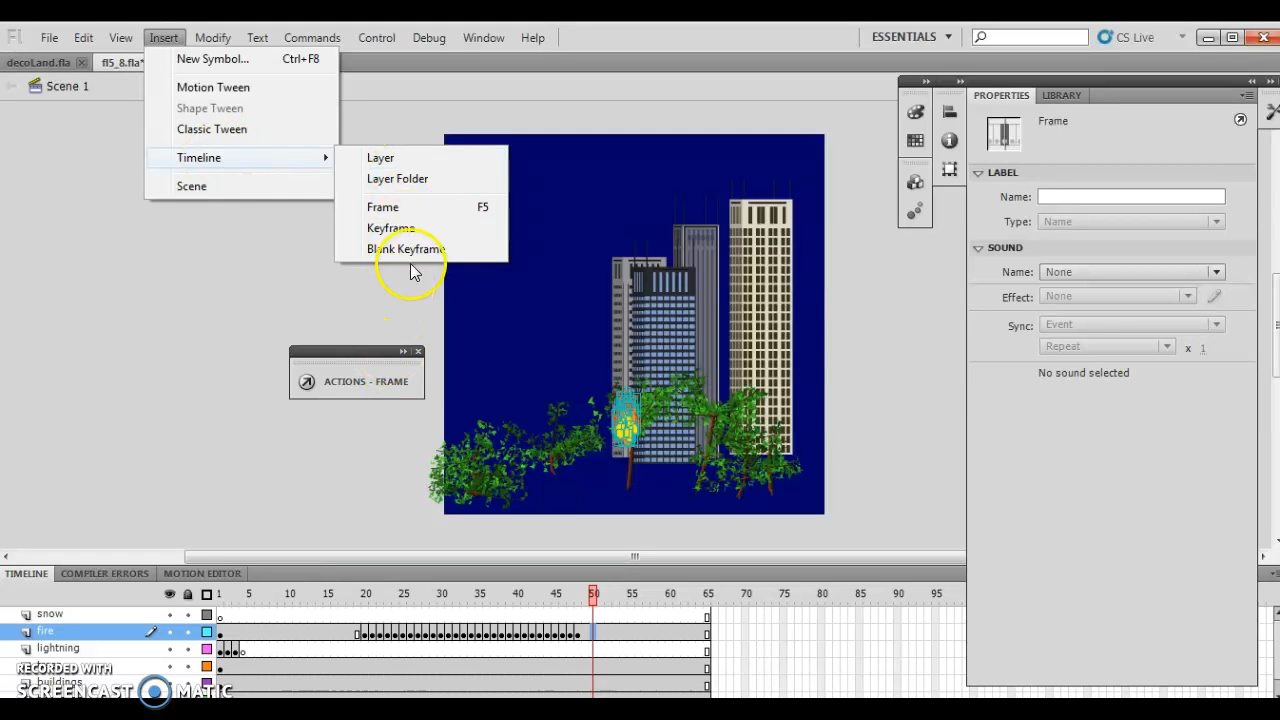 Fl File Edit View Insert Modify Text Commands Control Debug Window Help ESSENTIALS CS Live
decoLand.fla fl5_8.fla*
Scene 1
New Symbol... Ctrl+F8
Motion Tween
Shape Tween
Classic Tween
Timeline
Scene
Layer
Layer Folder
Frame F5
Keyframe
Blank Keyframe
ACTIONS - FRAME
PROPERTIES LIBRARY
Frame
LABEL
Name:
Type: Name
SOUND
Name: None
Effect: None
Sync: Event
Repeat x 1
No sound selected
TIMELINE COMPILER ERRORS MOTION EDITOR
1 5 10 15 20 25 30 35 40 45 50 55 60 65 70 75 80 85 90 95
snow
fire
lightning
buildings
RECORDED WITH
SCREENCAST MATIC